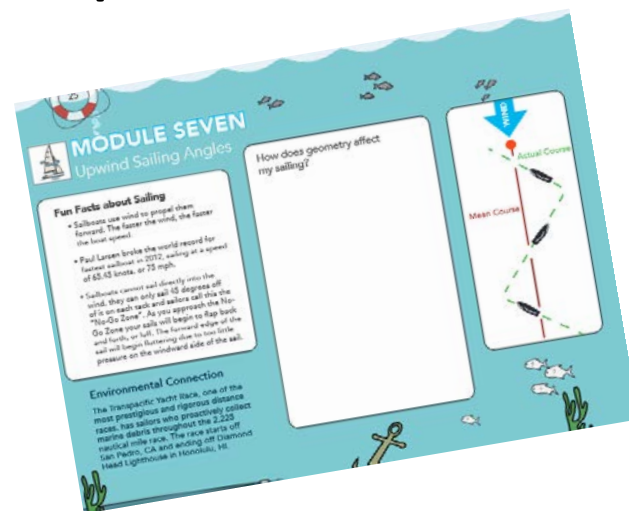 25
MODULE SEVEN
Upwind Sailing Angles
Fun Facts about Sailing
• Sailboats use wind to propel them
forward. The faster the wind, the faster
the boat speed.
• Paul Larsen broke the world record for
fastest sailboat in 2012, sailing at a speed
of 65.45 knots, or 75 mph.
• Sailboats cannot sail directly into the
wind, they can only sail 45 degrees off
of it on each tack and sailors call this the
"No-Go Zone". As you approach the No-
Go Zone your sails will begin to flap back
and forth, or luff. The forward edge of the
sail will begin fluttering due to too little
pressure on the windward side of the sail.
Environmental Connection
The Transpacific Yacht Race, one of the
most prestigious and rigorous distance
races, has sailors who proactively collect
marine debris throughout the 2,225
nautical mile race. The race starts off
San Pedro, CA and ending off Diamond
Head Lighthouse in Honolulu, HI.
How does geometry affect
my sailing?
WIND
Actual Course
Mean Course